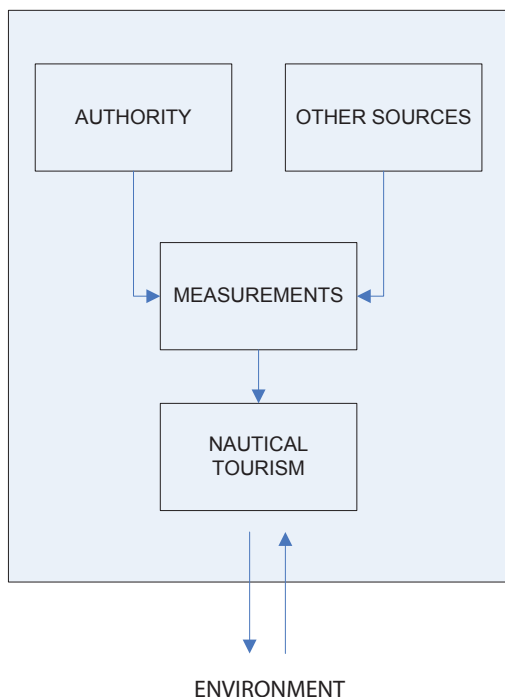 AUTHORITY
OTHER SOURCES
MEASUREMENTS
NAUTICAL
TOURISM
ENVIRONMENT